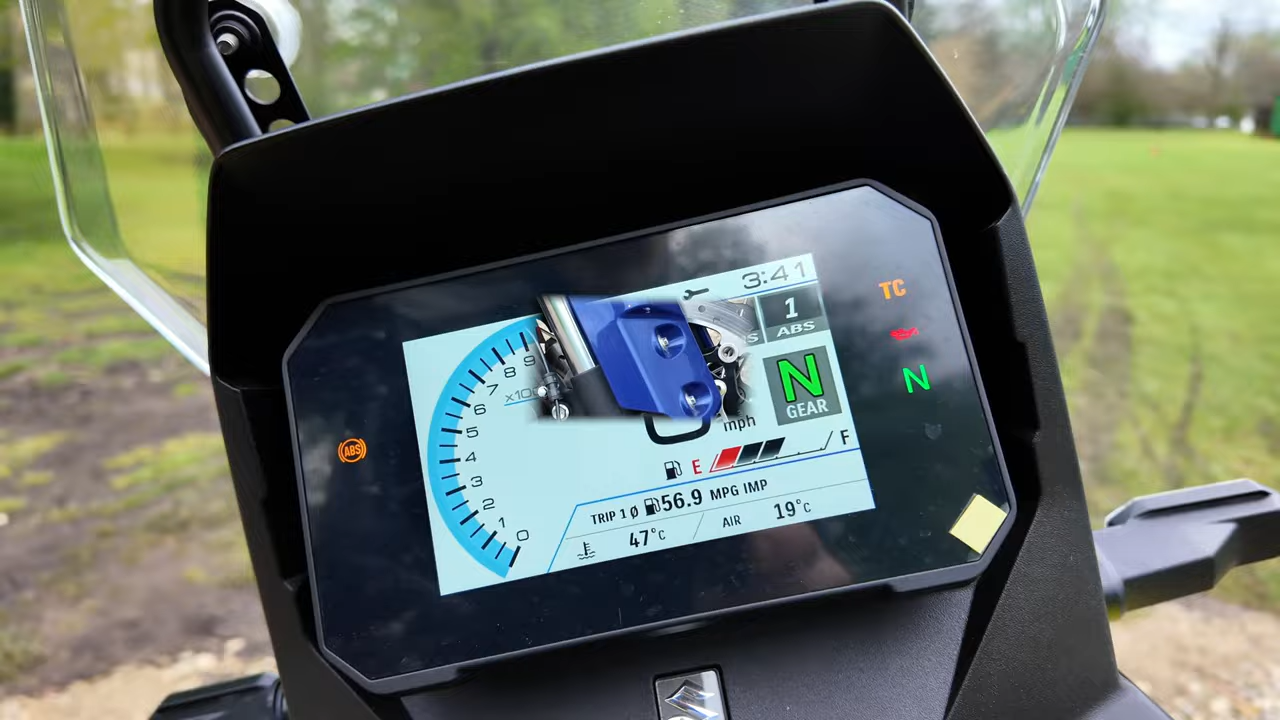 3:41
1
ABS
TC
9
8
7
x100
6
5
4
3
2
1
0
N
GEAR
N
mph
ABS
E
F
TRIP 1 Ø 56.9 MPG IMP
47°C
AIR 19°C